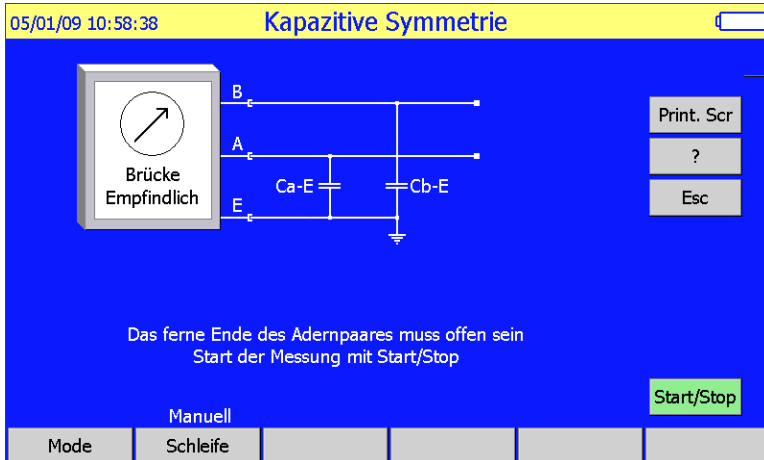 05/01/09 10:58:38 Kapazitive Symmetrie
B
Print. Scr
A
?
Brücke
Empfindlich
Ca-E
Cb-E
Esc
E
Das ferne Ende des Adernpaares muss offen sein
Start der Messung mit Start/Stop
Start/Stop
Manuell
Mode
Schleife